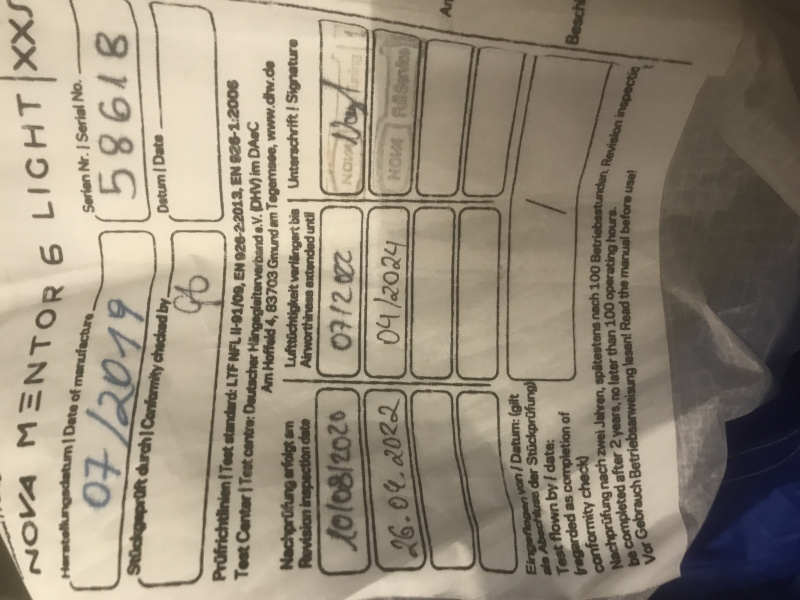 NOVA MENTOR 6 LIGHT | XXS
Herstellungsdatum | Date of manufacture
07/2019
Serien Nr. | Serial No.
58618
Stückgeprüft durch | Conformity checked by
Datum | Date
Prüfrichtlinien | Test standard: LTF NFL II-91/09, EN 926-2:2013, EN 926-1:2006
Test Center | Test centre: Deutscher Hängegleiterverband e.V. (DHV) im DAeC
Am Hoffeld 4, 83703 Gmund am Tegernsee, www.dhv.de
Nachprüfung erfolgt am
Revision inspection date
Lufttüchtigkeit verlängert bis
Airworthiness extended until
Unterschrift | Signature
10/08/2020
07/2022
NOVA
26.04.2022
04/2024
NOVA
Eingeflogen von / Datum: (gilt
als Abschluss der Stückprüfung)
Test flown by / date:
(regarded as completion of
conformity check)
/
Nachprüfung nach zwei Jahren, spätestens nach 100 Betriebsstunden. Revision inspectio
be completed after 2 years, no later than 100 operating hours.
Vor Gebrauch Betriebsanweisung lesen! Read the manual before use!